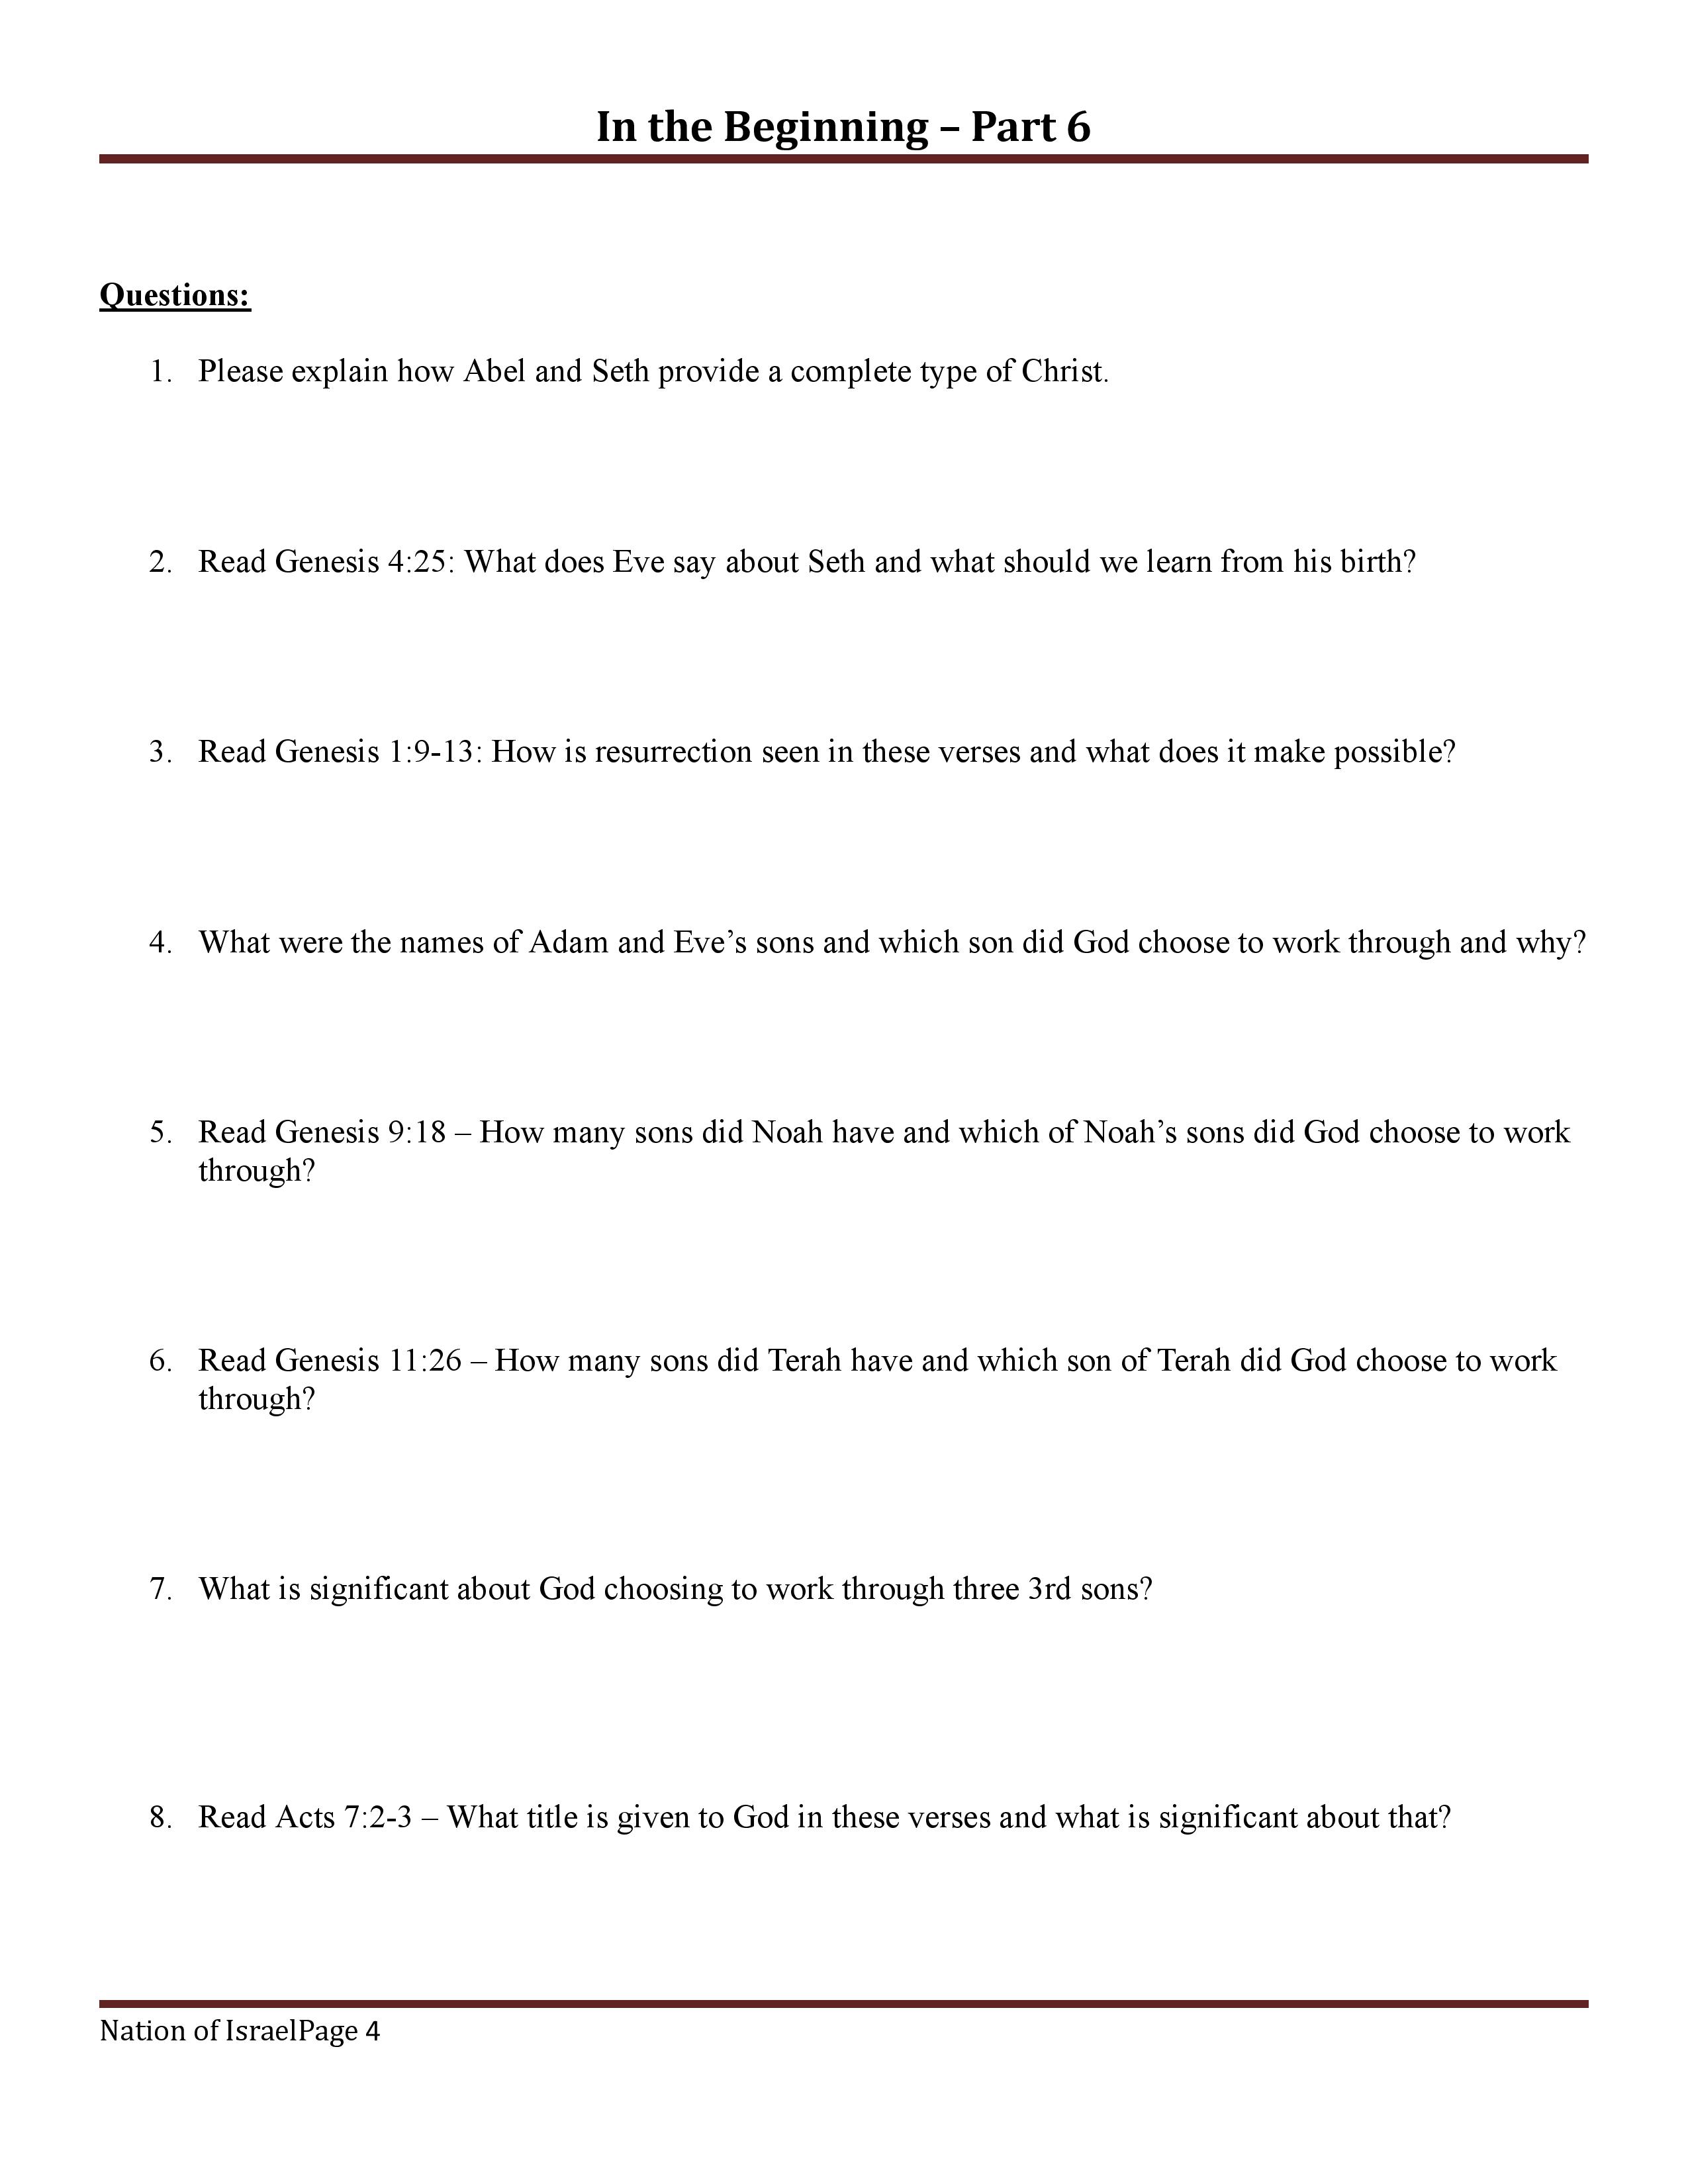 In the Beginning – Part 6
Questions:
1. Please explain how Abel and Seth provide a complete type of Christ.
2. Read Genesis 4:25: What does Eve say about Seth and what should we learn from his birth?
3. Read Genesis 1:9-13: How is resurrection seen in these verses and what does it make possible?
4. What were the names of Adam and Eve’s sons and which son did God choose to work through and why?
5. Read Genesis 9:18 – How many sons did Noah have and which of Noah’s sons did God choose to work
through?
6. Read Genesis 11:26 – How many sons did Terah have and which son of Terah did God choose to work
through?
7. What is significant about God choosing to work through three 3rd sons?
8. Read Acts 7:2-3 – What title is given to God in these verses and what is significant about that?
Nation of IsraelPage 4